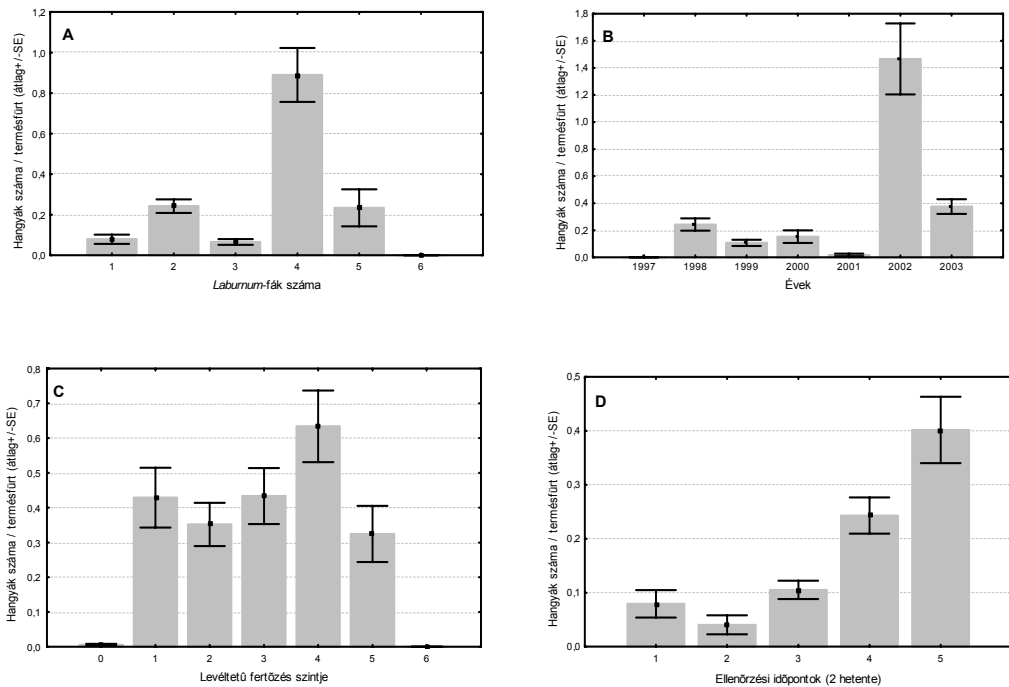 A
Hangyák száma / termésfürt (átlag+/-SE)
1,2
1,0
0,8
0,6
0,4
0,2
0,0
1 2 3 4 5 6
Laburnum-fák száma
B
Hangyák száma / termésfürt (átlag+/-SE)
1,8
1,6
1,4
1,2
1,0
0,8
0,6
0,4
0,2
0,0
1997 1998 1999 2000 2001 2002 2003
Évek
C
Hangyák száma / termésfürt (átlag+/-SE)
0,8
0,7
0,6
0,5
0,4
0,3
0,2
0,1
0,0
0 1 2 3 4 5 6
Levéltetû fertõzés szintje
D
Hangyák száma / termésfürt (átlag+/-SE)
0,5
0,4
0,3
0,2
0,1
0,0
1 2 3 4 5
Ellenõrzési idõpontok (2 hetente)